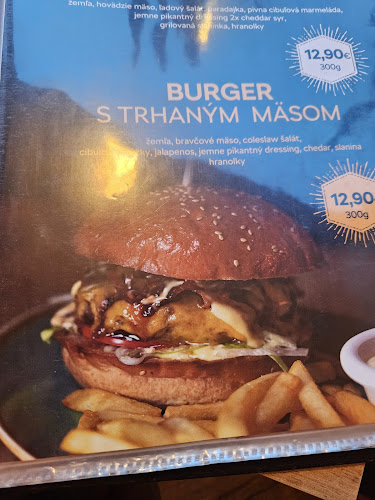 žemľa, hovädzie mäso, ľadový šalát, paradajka, pivná cibuľová marmeláda,
jemne pikantný dressing 2x cheddar syr,
grilovaná slaninka, hranolky
12,90€
300g
BURGER
S TRHANÝM MÄSOM
žemľa, bravčové mäso, coleslaw šalát,
jalapenos, jemne pikantný dressing, chedar, slanina
hranolky
12,90
300g